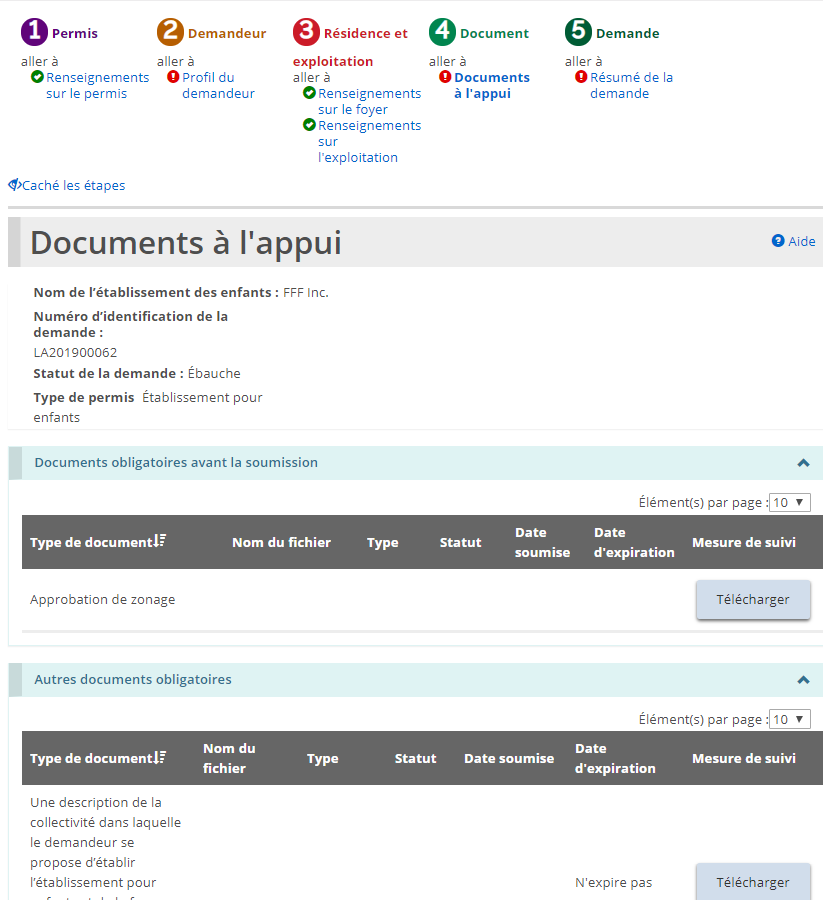 1 Permis
aller à
Renseignements
sur le permis
2 Demandeur
aller à
Profil du
demandeur
3 Résidence et
exploitation
aller à
Renseignements
sur le foyer
Renseignements
sur
l'exploitation
4 Document
aller à
Documents
à l'appui
5 Demande
aller à
Résumé de la
demande
Caché les étapes
Documents à l'appui
Aide
Nom de l’établissement des enfants : FFF Inc.
Numéro d’identification de la
demande :
LA201900062
Statut de la demande : Ébauche
Type de permis Établissement pour
enfants
Documents obligatoires avant la soumission
Élément(s) par page : 10
Type de document
Nom du fichier
Type
Statut
Date
soumise
Date
d'expiration
Mesure de suivi
Approbation de zonage
Télécharger
Autres documents obligatoires
Élément(s) par page : 10
Type de document
Nom du
fichier
Type
Statut
Date soumise
Date
d'expiration
Mesure de suivi
Une description de la
collectivité dans laquelle
le demandeur se
propose d’établir
l’établissement pour
N'expire pas
Télécharger